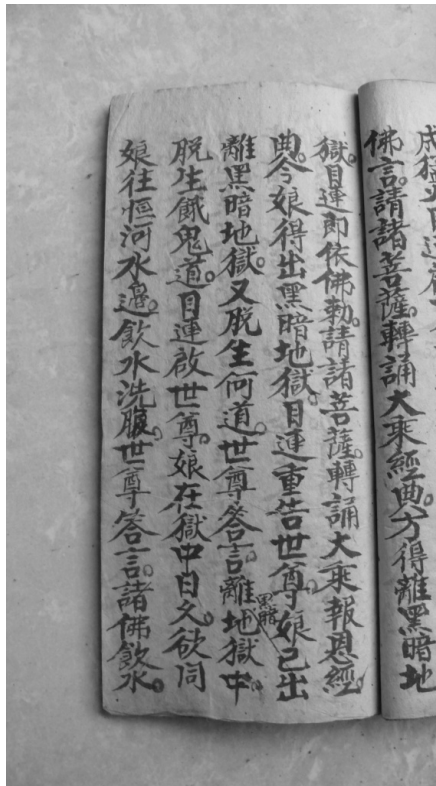 佛言。請諸菩薩。轉誦大乘經典。方得離黑暗地
獄。目連即依佛勅。請諸菩薩。轉誦大乘報恩經。
典。今娘得出黑暗地獄。目連重告世尊。娘已出
黑暗
離黑暗地獄。又脫生何道。世尊答言。離地獄中。
脫生餓鬼道。目連啟世尊。娘在獄中日久。欲同
娘往恒河水邊。飲水洗腹。世尊答言。諸佛飲水。